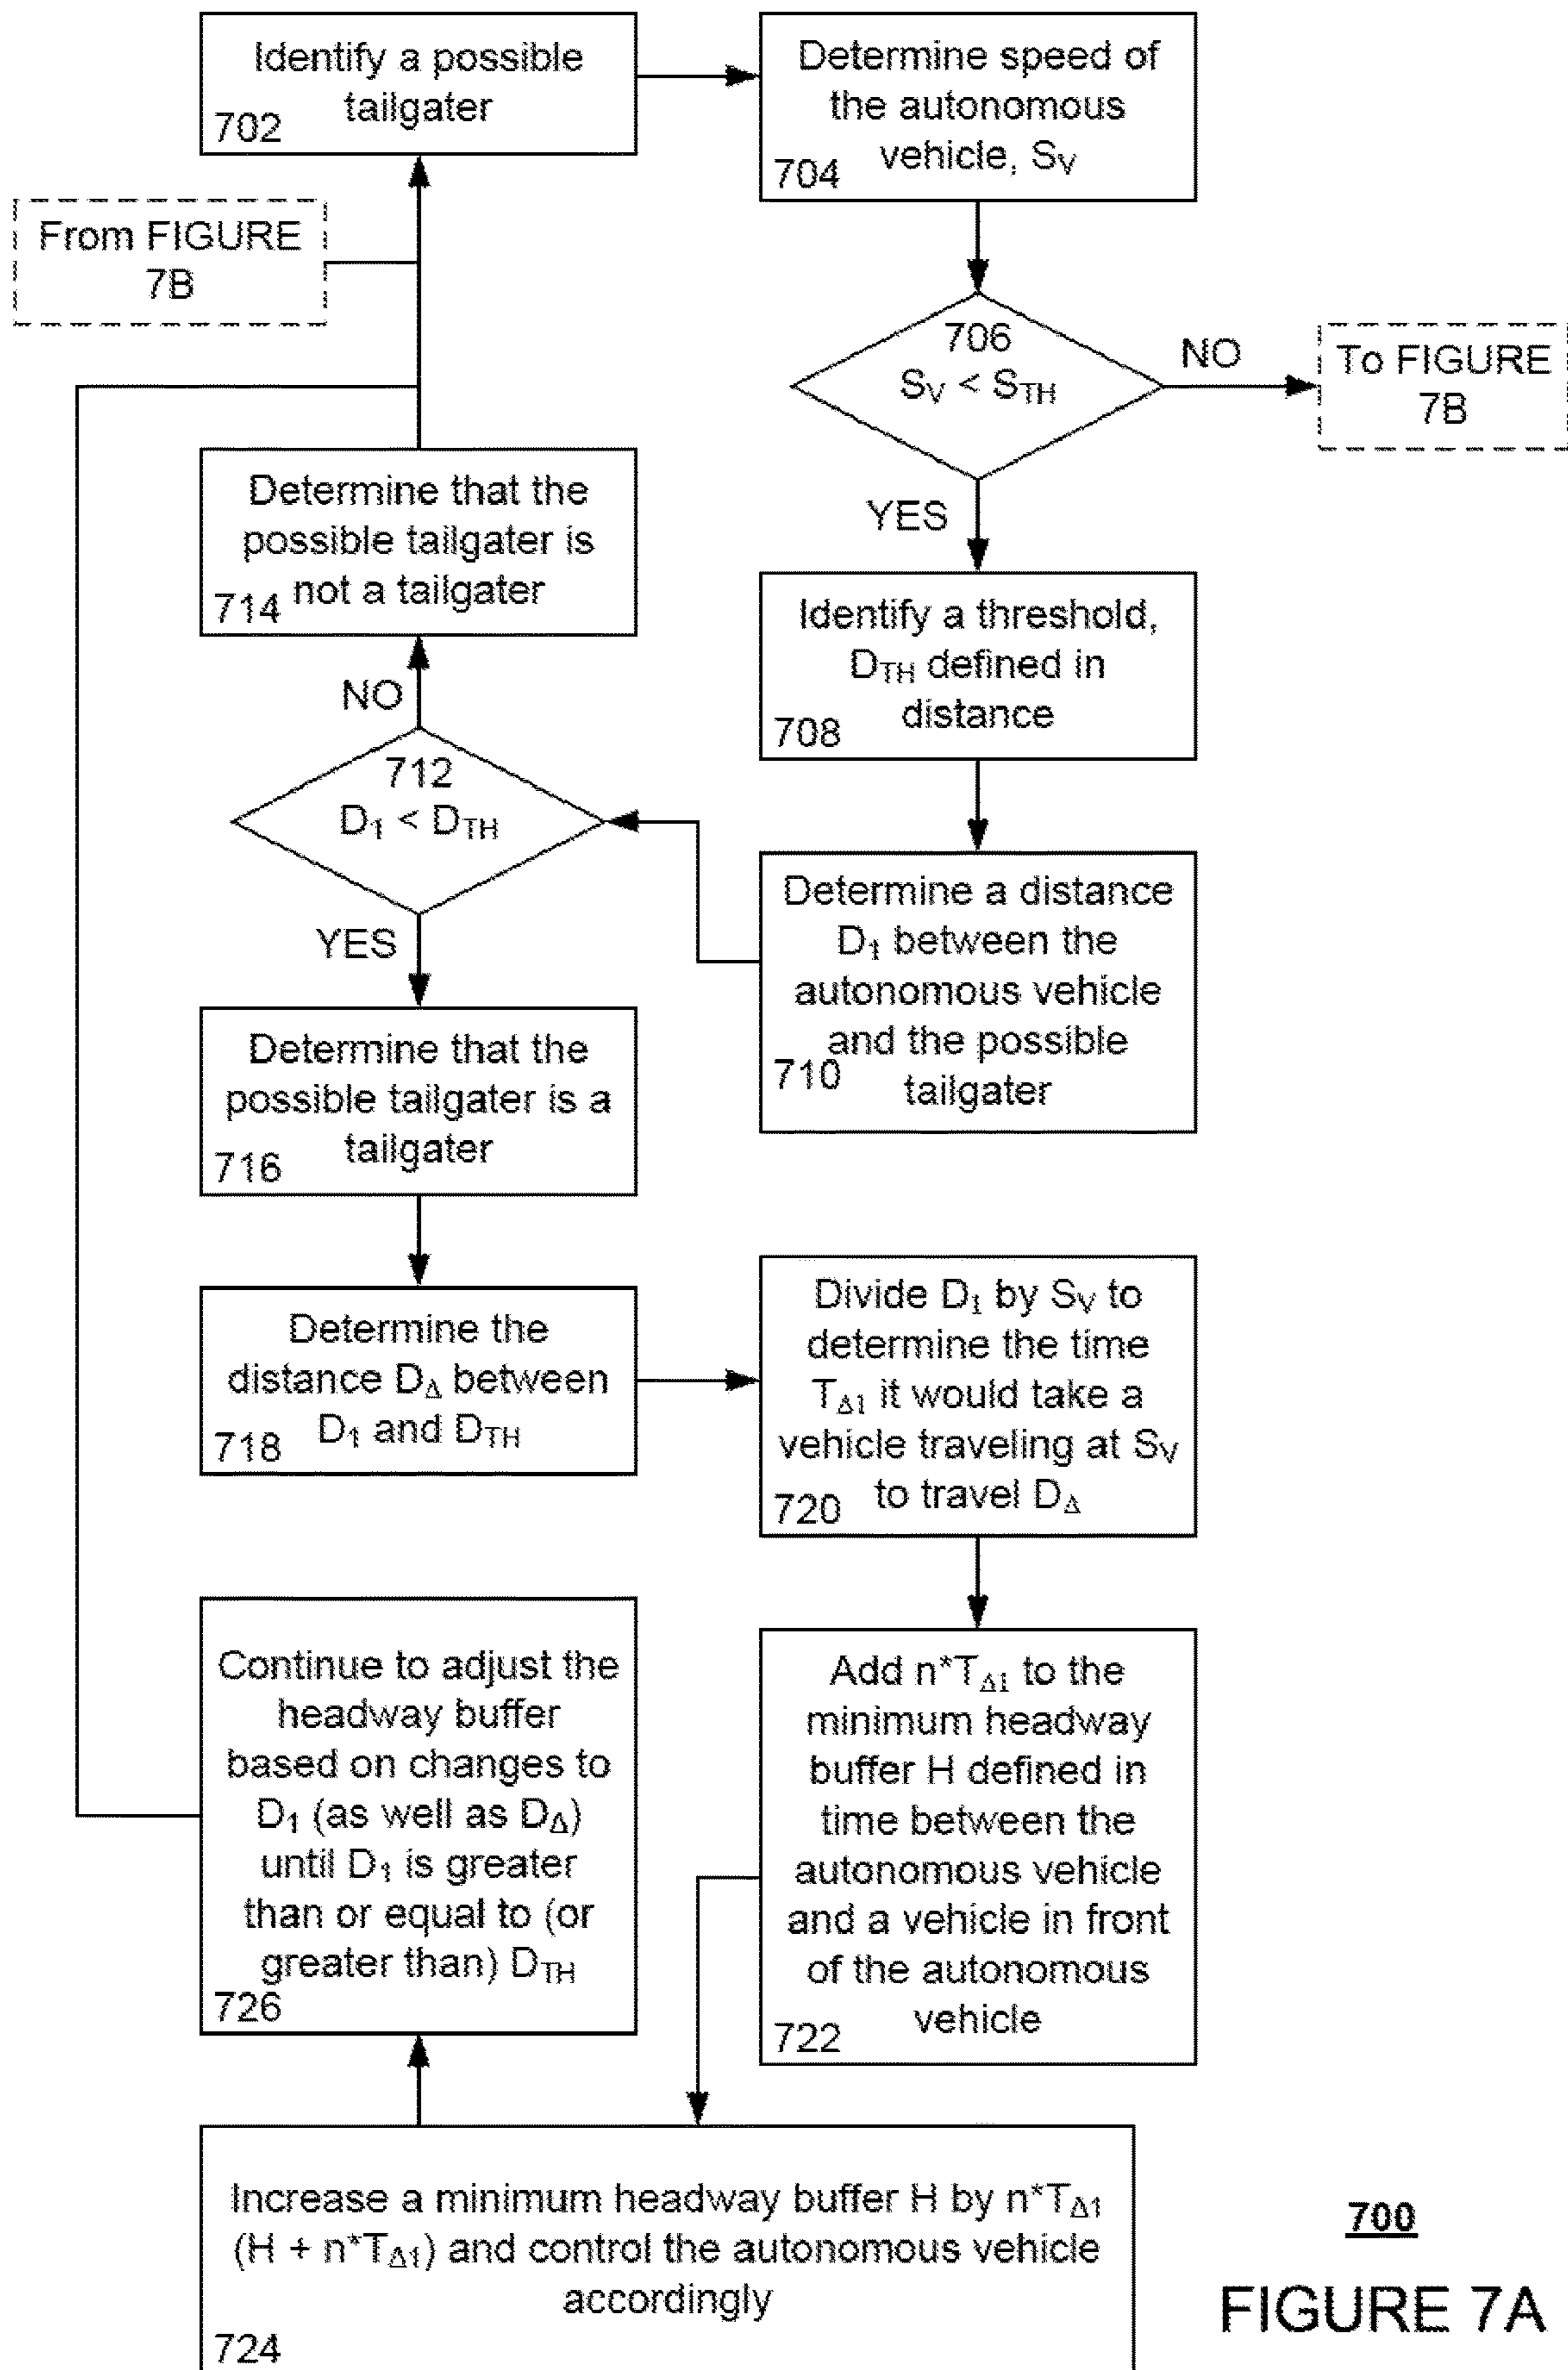 Identify a possible
tailgater
702
Determine speed of
the autonomous
vehicle, S_V
704
From FIGURE
7B
706
S_V < S_TH
NO
To FIGURE
7B
YES
Determine that the
possible tailgater is
not a tailgater
714
Identify a threshold,
D_TH defined in
distance
708
NO
712
D_1 < D_TH
YES
Determine a distance
D_1 between the
autonomous vehicle
and the possible
tailgater
710
Determine that the
possible tailgater is a
tailgater
716
Determine the
distance D_Δ between
D_1 and D_TH
718
Divide D_1 by S_V to
determine the time
T_Δ1 it would take a
vehicle traveling at S_V
to travel D_Δ
720
Continue to adjust the
headway buffer
based on changes to
D_1 (as well as D_Δ)
until D_1 is greater
than or equal to (or
greater than) D_TH
726
Add n*T_Δ1 to the
minimum headway
buffer H defined in
time between the
autonomous vehicle
and a vehicle in front
of the autonomous
vehicle
722
Increase a minimum headway buffer H by n*T_Δ1
(H + n*T_Δ1) and control the autonomous vehicle
accordingly
724
700
FIGURE 7A